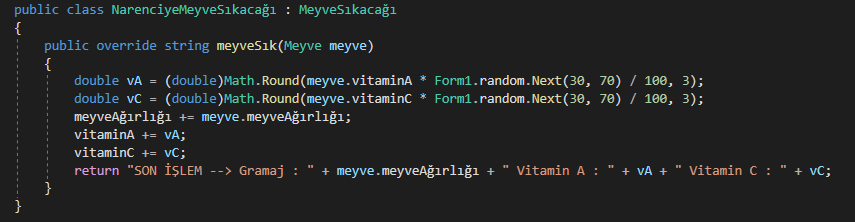 public class NarenciyeMeyveSıkacağı : MeyveSıkacağı
{
public override string meyveSık(Meyve meyve)
{
double vA = (double)Math.Round(meyve.vitaminA * Form1.random.Next(30, 70) / 100, 3);
double vC = (double)Math.Round(meyve.vitaminC * Form1.random.Next(30, 70) / 100, 3);
meyveAğırlığı += meyve.meyveAğırlığı;
vitaminA += vA;
vitaminC += vC;
return "SON İŞLEM --> Gramaj : " + meyve.meyveAğırlığı + " Vitamin A : " + vA + " Vitamin C : " + vC;
}
}